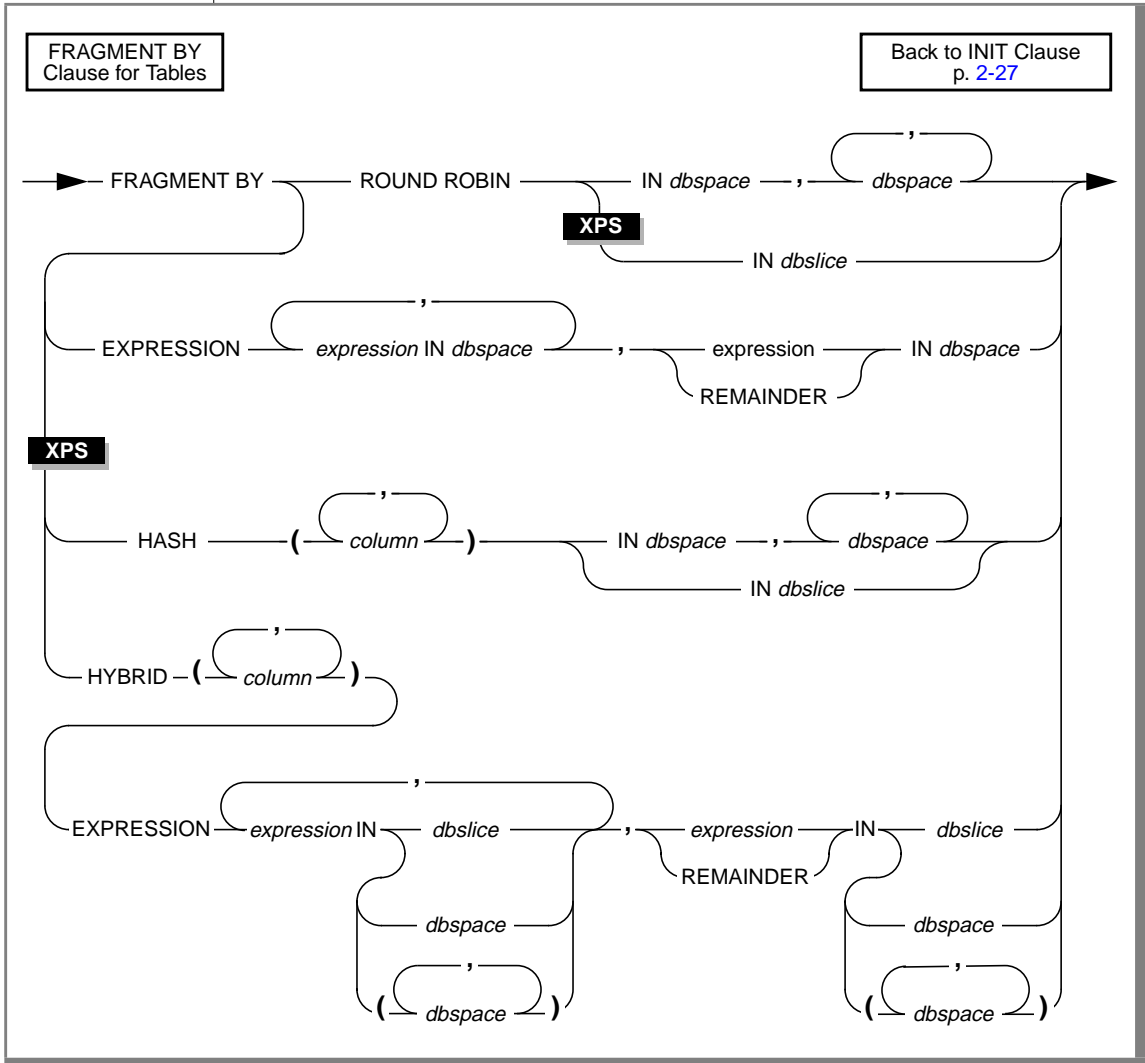 FRAGMENT BY
Clause for Tables
Back to INIT Clause
p. 2-27
,
FRAGMENT BY ROUND ROBIN IN dbspace , dbspace
XPS
IN dbslice
,
EXPRESSION expression IN dbspace , expression IN dbspace
REMAINDER
XPS
, ,
HASH ( column ) IN dbspace , dbspace
IN dbslice
,
HYBRID ( column )
,
EXPRESSION expression IN dbslice , expression IN dbslice
REMAINDER
dbspace dbspace
, ,
( dbspace ) ( dbspace )